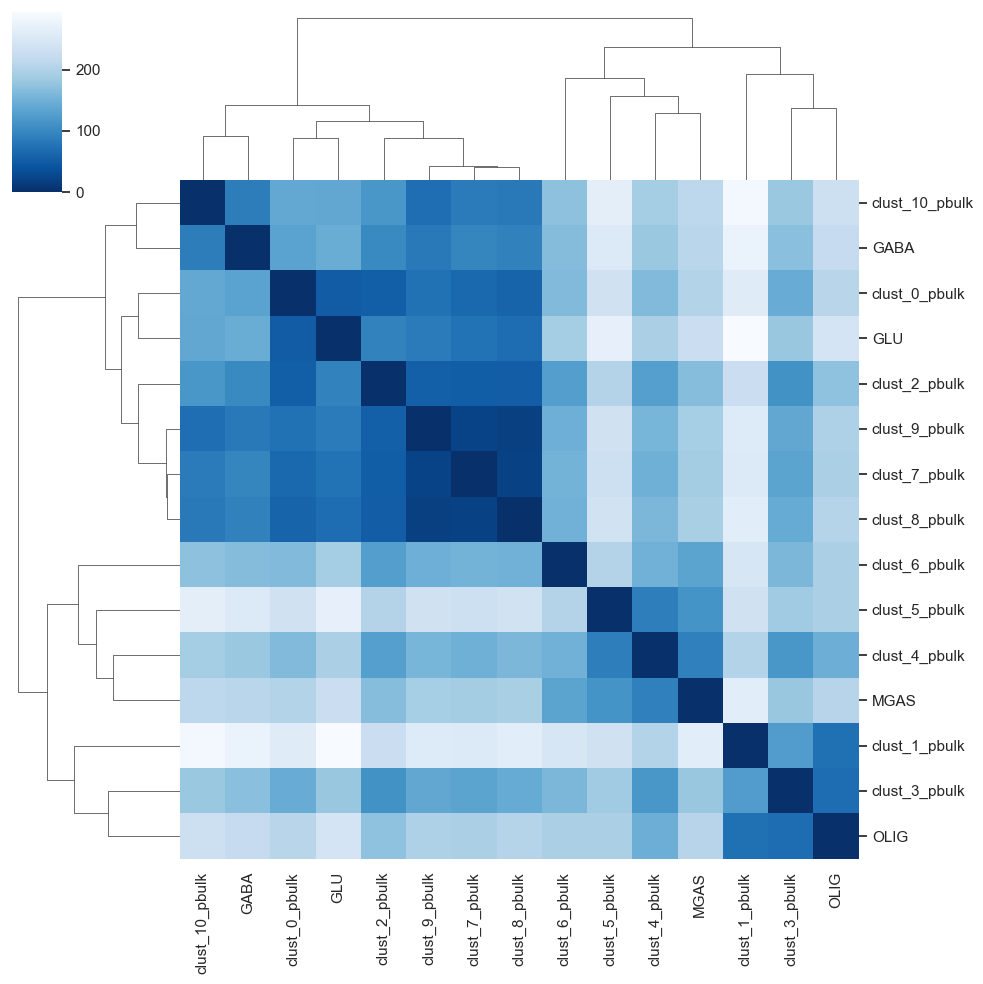 200
100
0
clust_10_pbulk
GABA
clust_0_pbulk
GLU
clust_2_pbulk
clust_9_pbulk
clust_7_pbulk
clust_8_pbulk
clust_6_pbulk
clust_5_pbulk
clust_4_pbulk
MGAS
clust_1_pbulk
clust_3_pbulk
OLIG
clust_10_pbulk
GABA
clust_0_pbulk
GLU
clust_2_pbulk
clust_9_pbulk
clust_7_pbulk
clust_8_pbulk
clust_6_pbulk
clust_5_pbulk
clust_4_pbulk
MGAS
clust_1_pbulk
clust_3_pbulk
OLIG